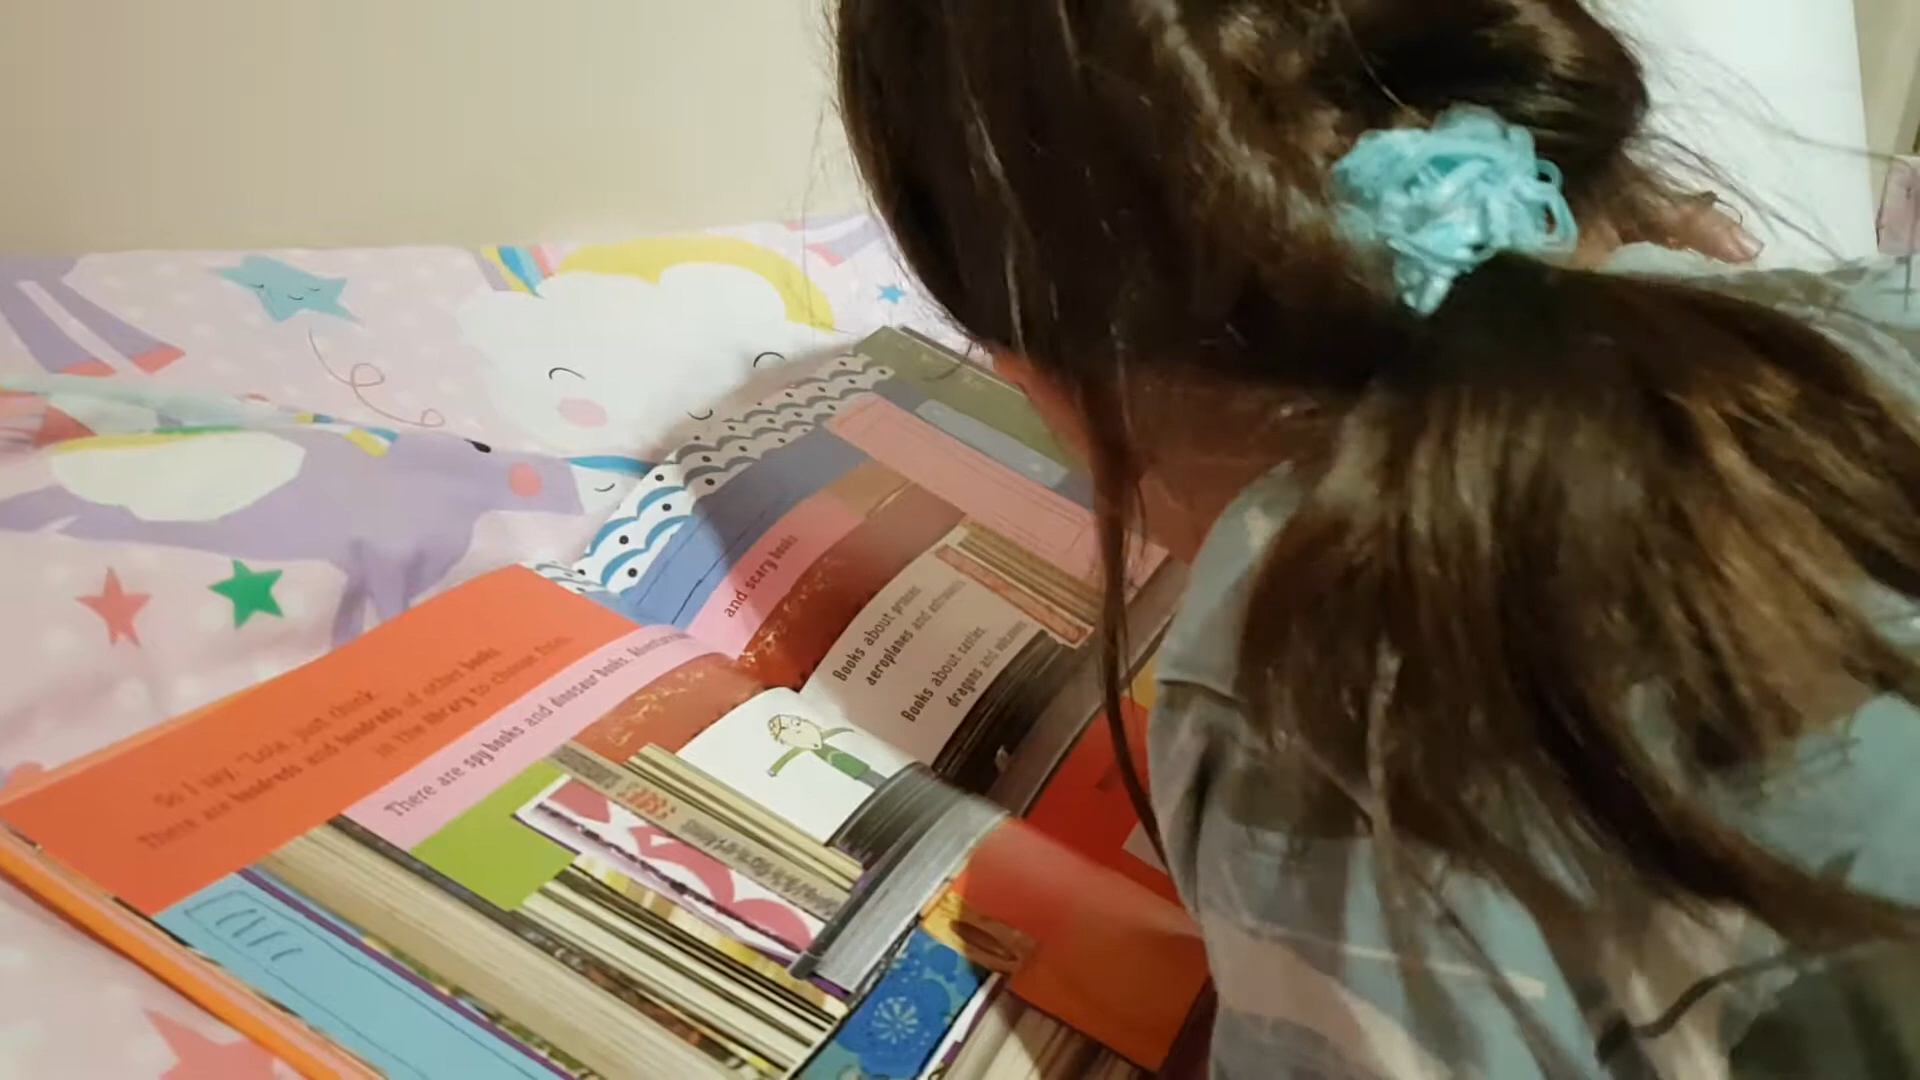 So I say, "Lola, just think.
There are hundreds and hundreds of other books
in the library to choose from.
There are spy books and dinosaur books. Adventure
and scary books
Books about
aeroplanes and
Books about castles,
dragons and volcanoes